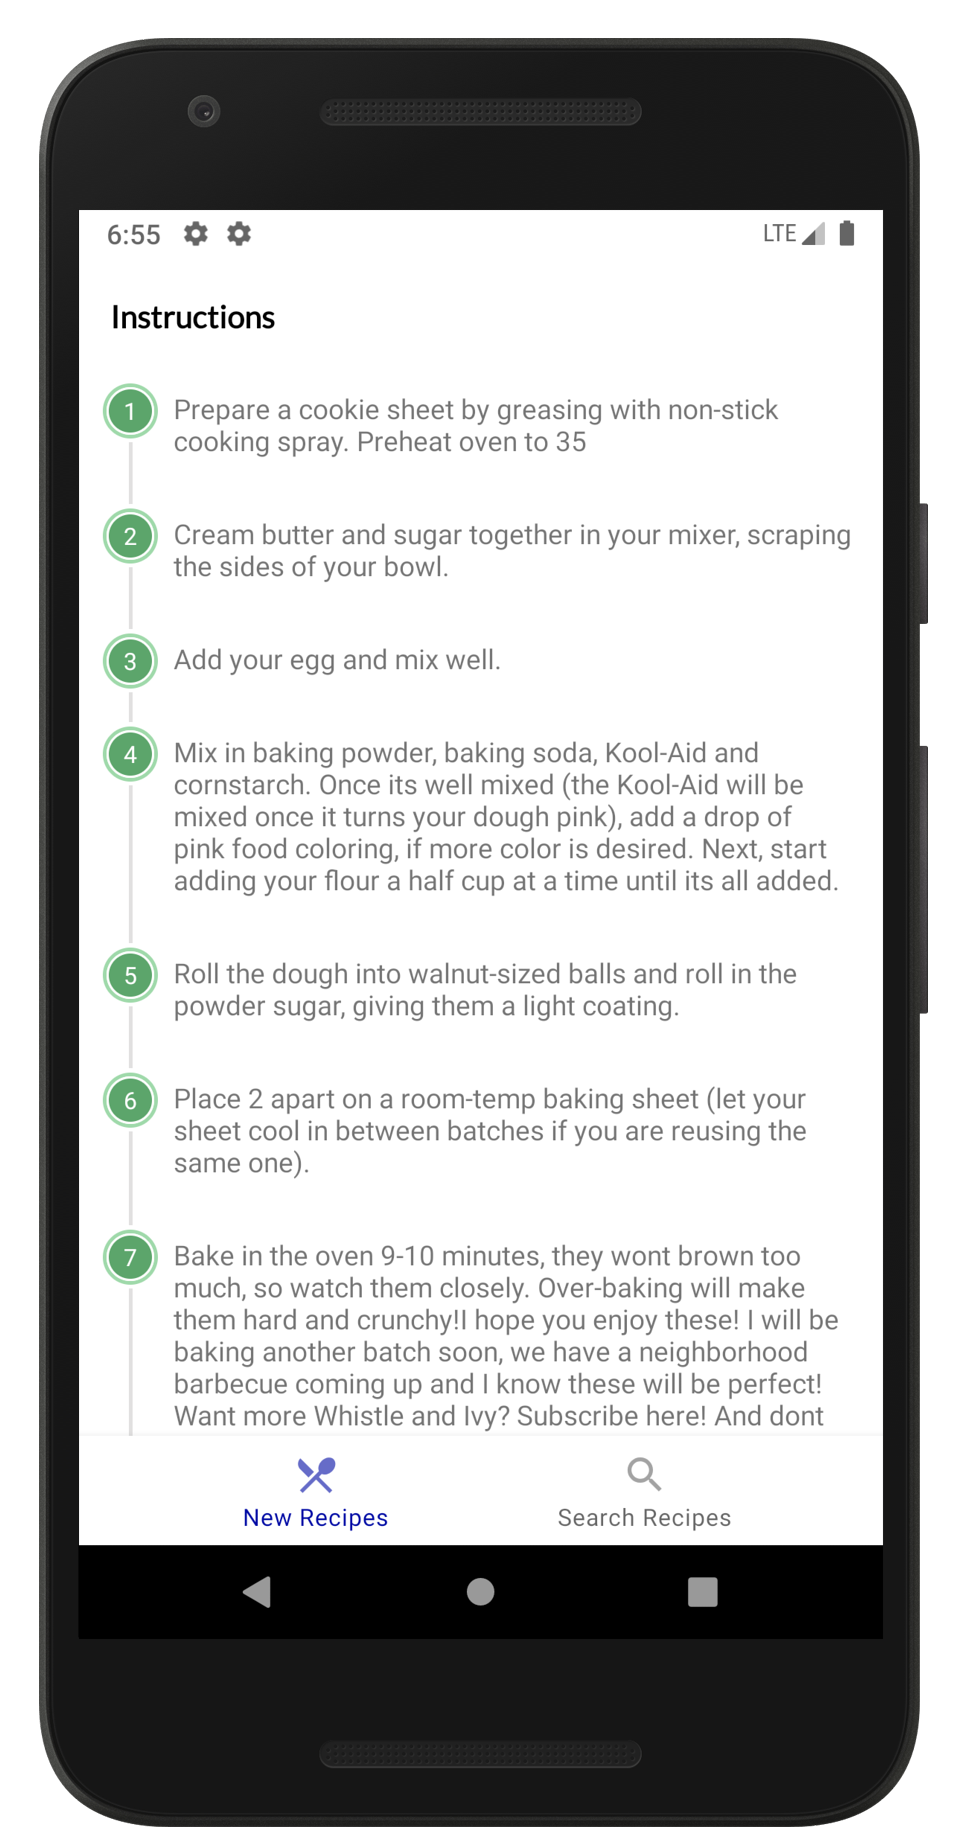 6:55
LTE
Instructions
1
Prepare a cookie sheet by greasing with non-stick
cooking spray. Preheat oven to 35
2
Cream butter and sugar together in your mixer, scraping
the sides of your bowl.
3
Add your egg and mix well.
4
Mix in baking powder, baking soda, Kool-Aid and
cornstarch. Once its well mixed (the Kool-Aid will be
mixed once it turns your dough pink), add a drop of
pink food coloring, if more color is desired. Next, start
adding your flour a half cup at a time until its all added.
5
Roll the dough into walnut-sized balls and roll in the
powder sugar, giving them a light coating.
6
Place 2 apart on a room-temp baking sheet (let your
sheet cool in between batches if you are reusing the
same one).
7
Bake in the oven 9-10 minutes, they wont brown too
much, so watch them closely. Over-baking will make
them hard and crunchy!I hope you enjoy these! I will be
baking another batch soon, we have a neighborhood
barbecue coming up and I know these will be perfect!
Want more Whistle and Ivy? Subscribe here! And dont
New Recipes
Search Recipes